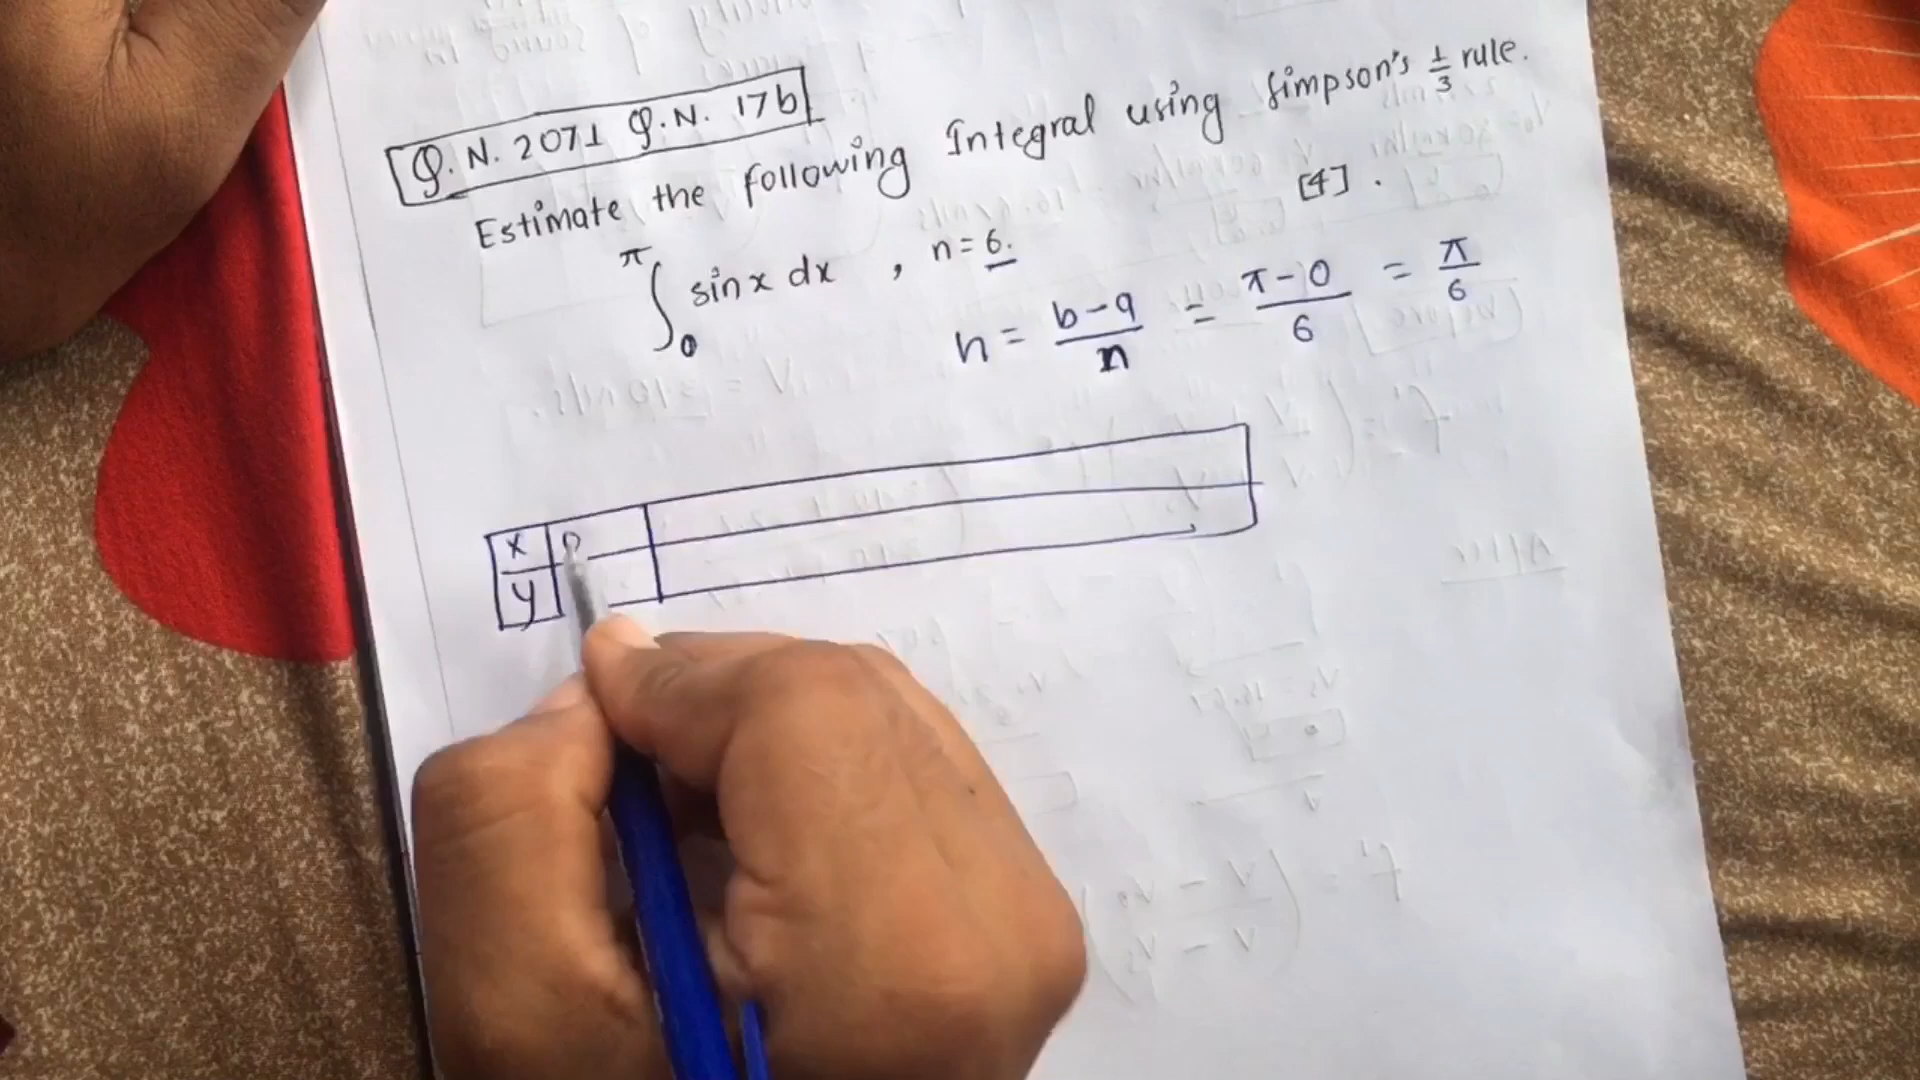 Q.N. 2071 Q.N. 17b
Estimate the following Integral using Simpson's 1/3 rule.
[4].
∫₀^π sinx dx , n=6.
h = b-a/n = π-0/6 = π/6
x 0
y